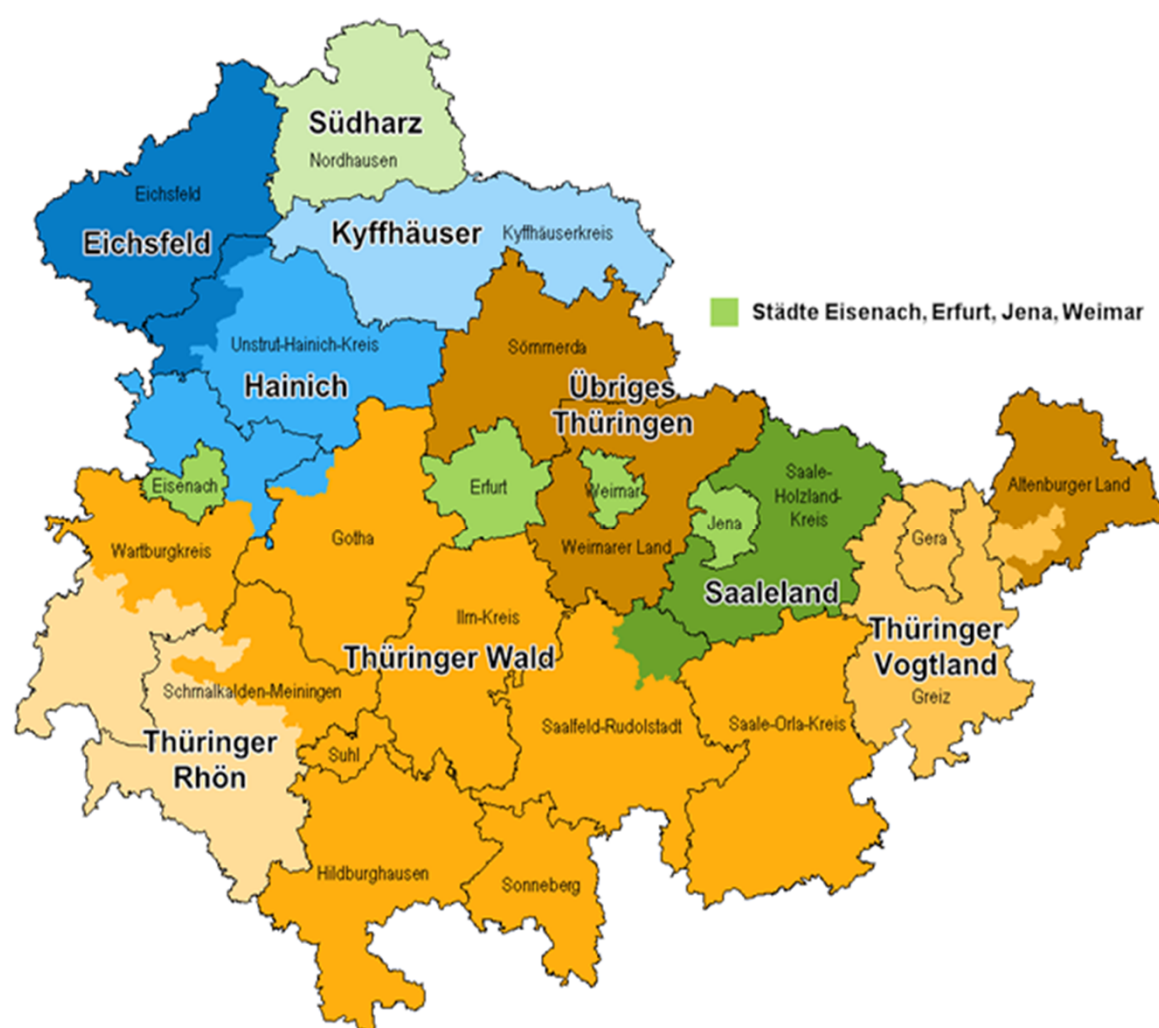 Südharz
Nordhausen
Eichsfeld
Eichsfeld
Kyffhäuser
Kyffhäuserkreis
Städte Eisenach, Erfurt, Jena, Weimar
Unstrut-Hainich-Kreis
Hainich
Sömmerda
Übriges
Thüringen
Eisenach
Erfurt
Weimar
Saale-
Holzland-
Kreis
Altenburger Land
Jena
Gera
Wartburgkreis
Gotha
Weimarer Land
Saaleland
Ilm-Kreis
Thüringer
Vogtland
Greiz
Thüringer Wald
Schmalkalden-Meiningen
Saalfeld-Rudolstadt
Saale-Orla-Kreis
Thüringer
Rhön
Suhl
Hildburghausen
Sonneberg